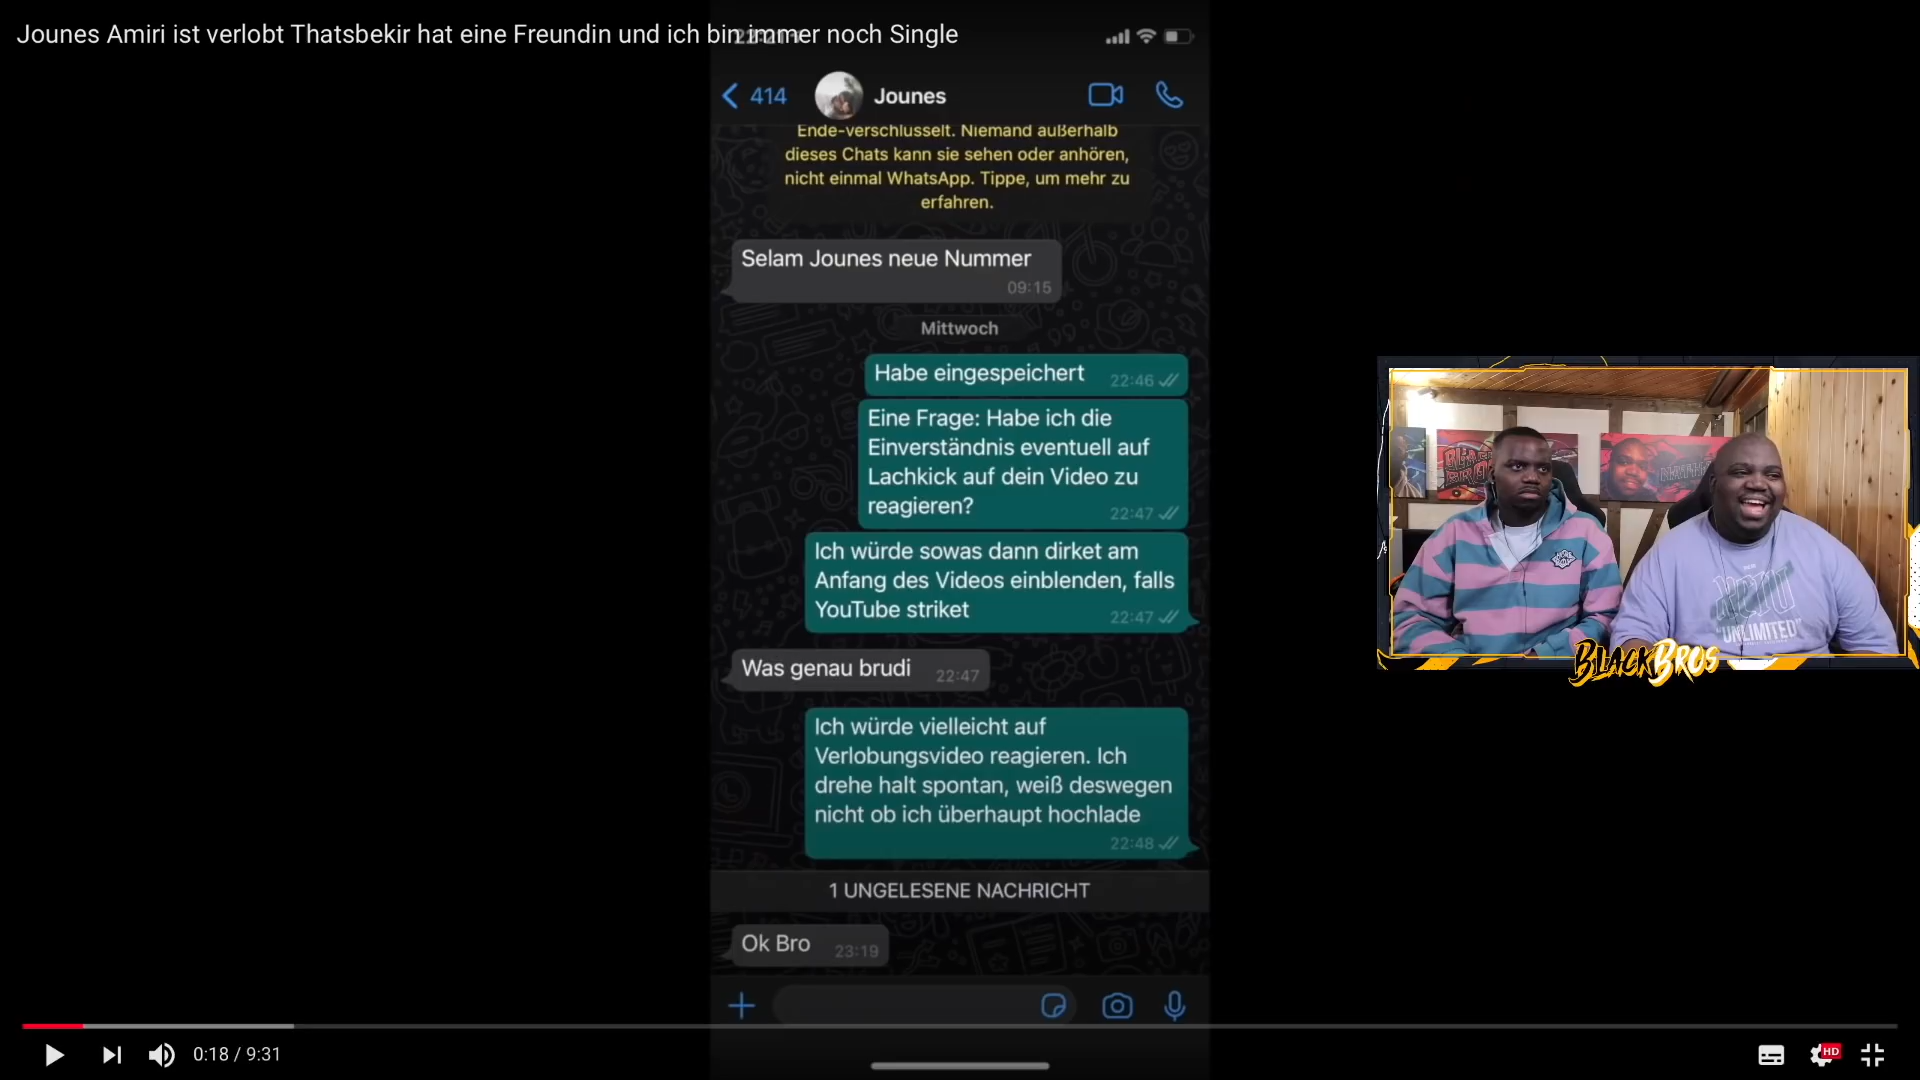 Jounes Amiri ist verlobt Thatsbekir hat eine Freundin und ich bin immer noch Single
414
Jounes
Ende-verschlüsselt. Niemand außerhalb
dieses Chats kann sie sehen oder anhören,
nicht einmal WhatsApp. Tippe, um mehr zu
erfahren.
Selam Jounes neue Nummer
09:15
Mittwoch
Habe eingespeichert
22:46
Eine Frage: Habe ich die
Einverständnis eventuell auf
Lachkick auf dein Video zu
reagieren?
22:47
Ich würde sowas dann dirket am
Anfang des Videos einblenden, falls
YouTube striket
22:47
Was genau brudi
22:47
Ich würde vielleicht auf
Verlobungsvideo reagieren. Ich
drehe halt spontan, weiß deswegen
nicht ob ich überhaupt hochlade
22:48
1 UNGELESENE NACHRICHT
Ok Bro
23:19
"UNLIMITED"
BLACKBROS
0:18 / 9:31
HD